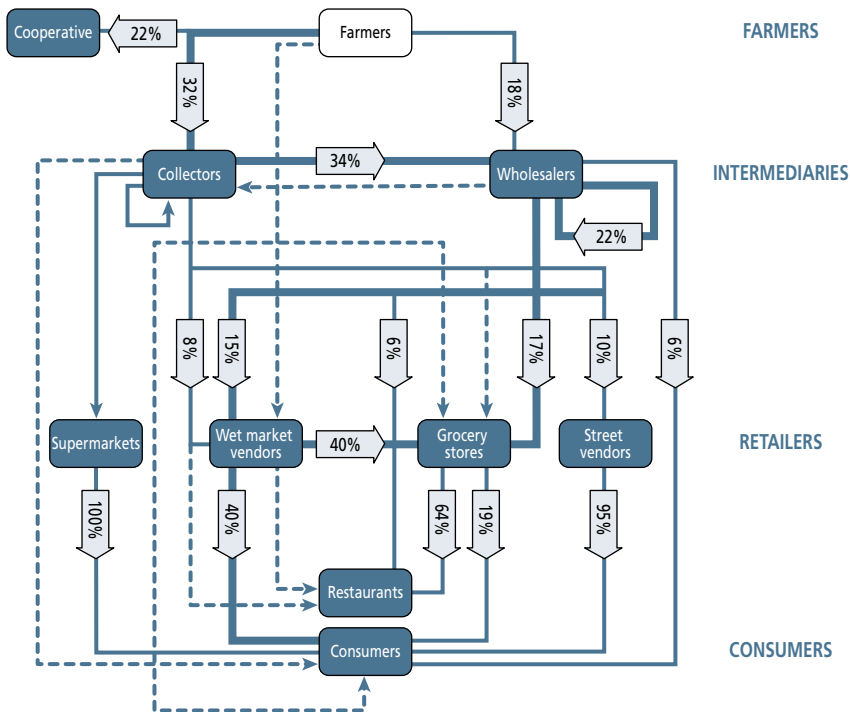 Cooperative
22%
Farmers
FARMERS
32%
18%
Collectors
34%
Wholesalers
INTERMEDIARIES
22%
8%
15%
6%
17%
10%
6%
Supermarkets
Wet market
vendors
40%
Grocery
stores
Street
vendors
RETAILERS
100%
40%
64%
19%
95%
Restaurants
Consumers
CONSUMERS